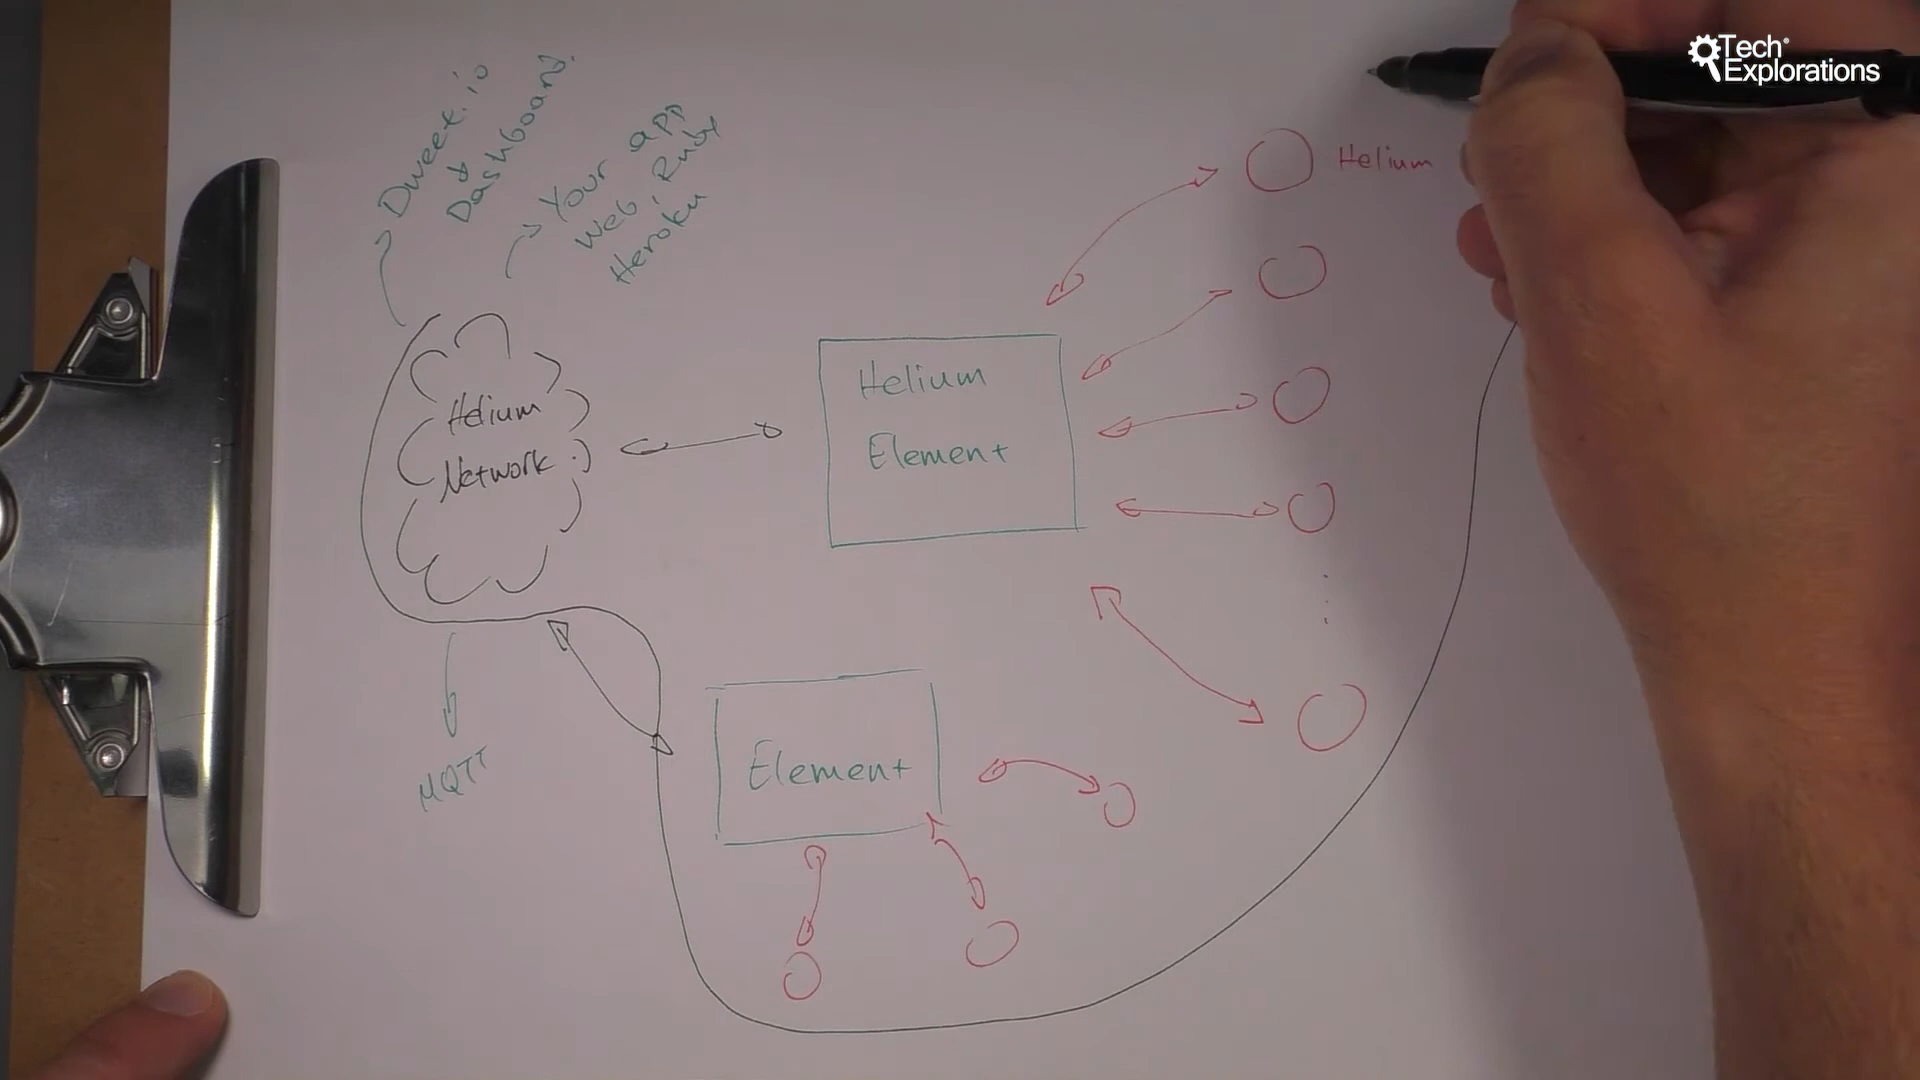 Tech
Explorations
Dweet.io
&
Dashboard.
Your app
Web, Ruby
Heroku
Helium
Helium
Network
Helium
Element
Element
MQTT